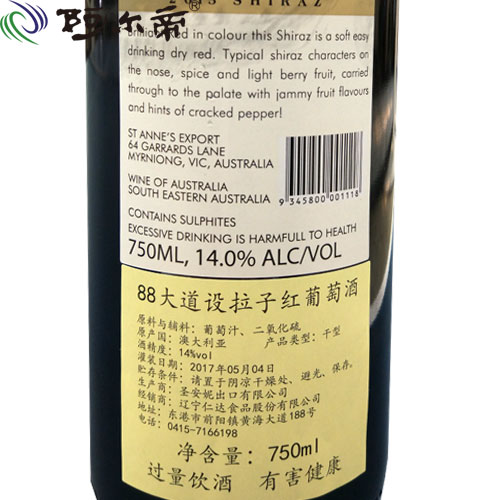 阿尔帝
SHIRAZ
in colour this Shiraz is a soft easy
drinking dry red. Typical shiraz characters on
the nose, spice and light berry fruit, carried
through to the palate with jammy fruit flavours
and hints of cracked pepper!
ST ANNE'S EXPORT
64 GARRARDS LANE
MYRNIONG, VIC, AUSTRALIA
WINE OF AUSTRALIA
SOUTH EASTERN AUSTRALIA
9 345800 001118
CONTAINS SULPHITES
EXCESSIVE DRINKING IS HARMFULL TO HEALTH
750ML, 14.0% ALC/VOL
88大道设拉子红葡萄酒
原料与辅料：葡萄汁、二氧化硫
原产国：澳大利亚 产品类型：干型
酒精度：14%vol
灌装日期：2017年05月04日
贮存条件：请置于阴凉干燥处、避光、保存。
生产商：圣安妮出口有限公司
经销商：辽宁仁达食品股份有限公司
地址：东港市前阳镇黄海大道188号
电话：0415-7166198
净含量：750ml
过量饮酒 有害健康